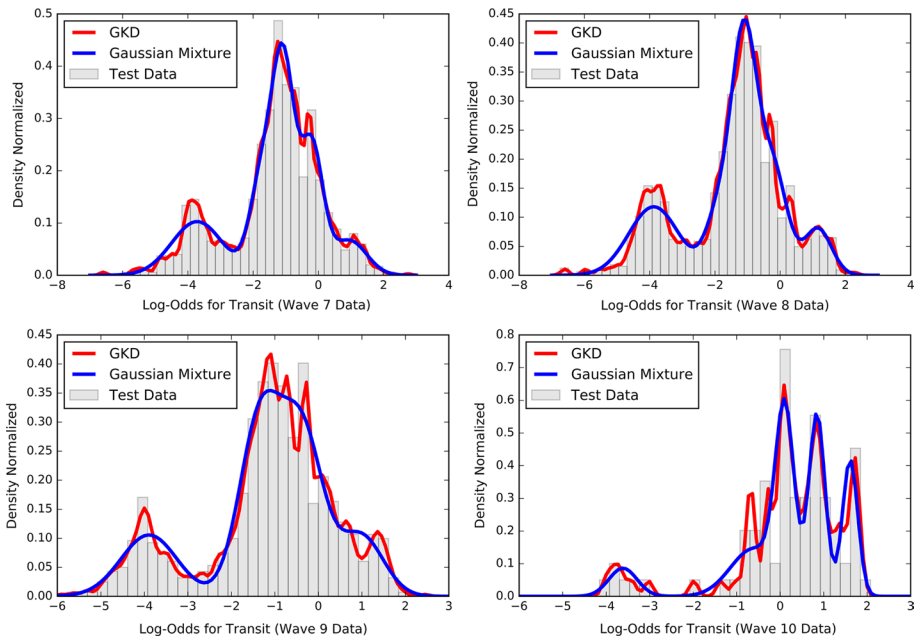 GKD
Gaussian Mixture
Test Data
Density Normalized
0.5
0.4
0.3
0.2
0.1
0.0
−8 −6 −4 −2 0 2 4
Log-Odds for Transit (Wave 7 Data)
GKD
Gaussian Mixture
Test Data
Density Normalized
0.45
0.40
0.35
0.30
0.25
0.20
0.15
0.10
0.05
0.00
−8 −6 −4 −2 0 2 4
Log-Odds for Transit (Wave 8 Data)
GKD
Gaussian Mixture
Test Data
Density Normalized
0.45
0.40
0.35
0.30
0.25
0.20
0.15
0.10
0.05
0.00
−6 −5 −4 −3 −2 −1 0 1 2 3
Log-Odds for Transit (Wave 9 Data)
GKD
Gaussian Mixture
Test Data
Density Normalized
0.8
0.7
0.6
0.5
0.4
0.3
0.2
0.1
0.0
−6 −5 −4 −3 −2 −1 0 1 2 3
Log-Odds for Transit (Wave 10 Data)